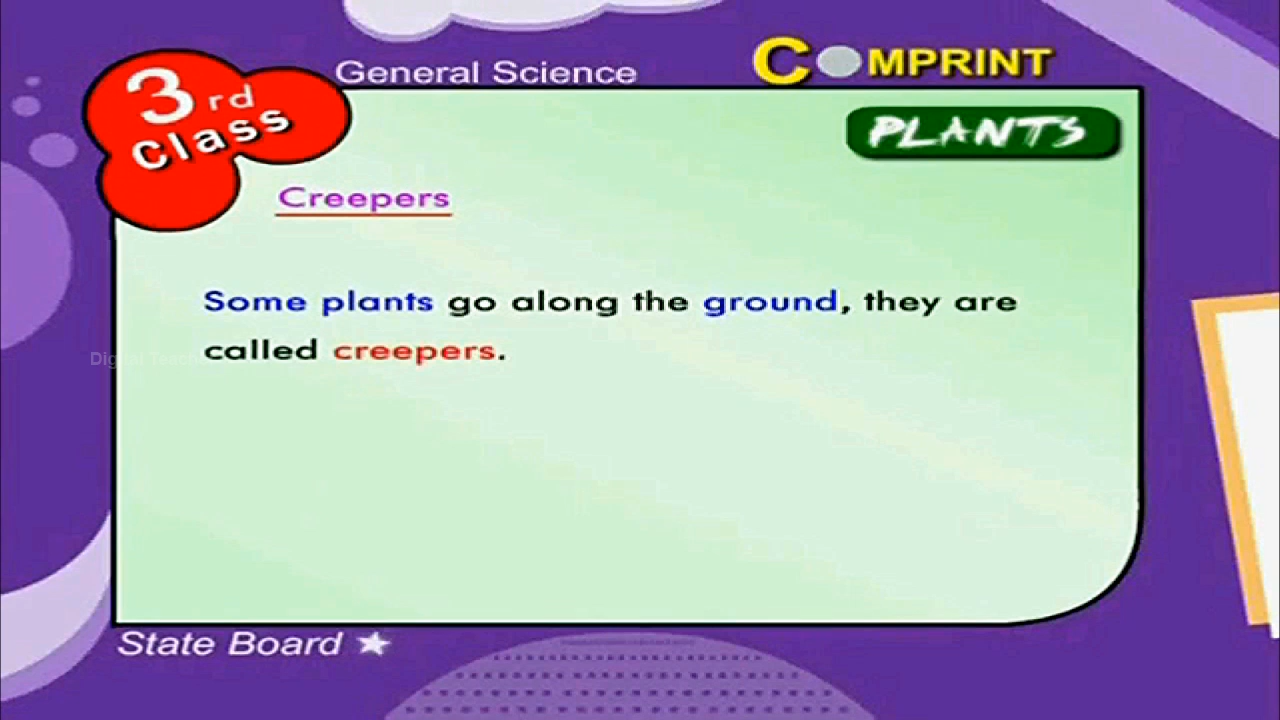 General Science
COMPRINT
3rd
Class
PLANTS
Creepers
Some plants go along the ground, they are
called creepers.
State Board